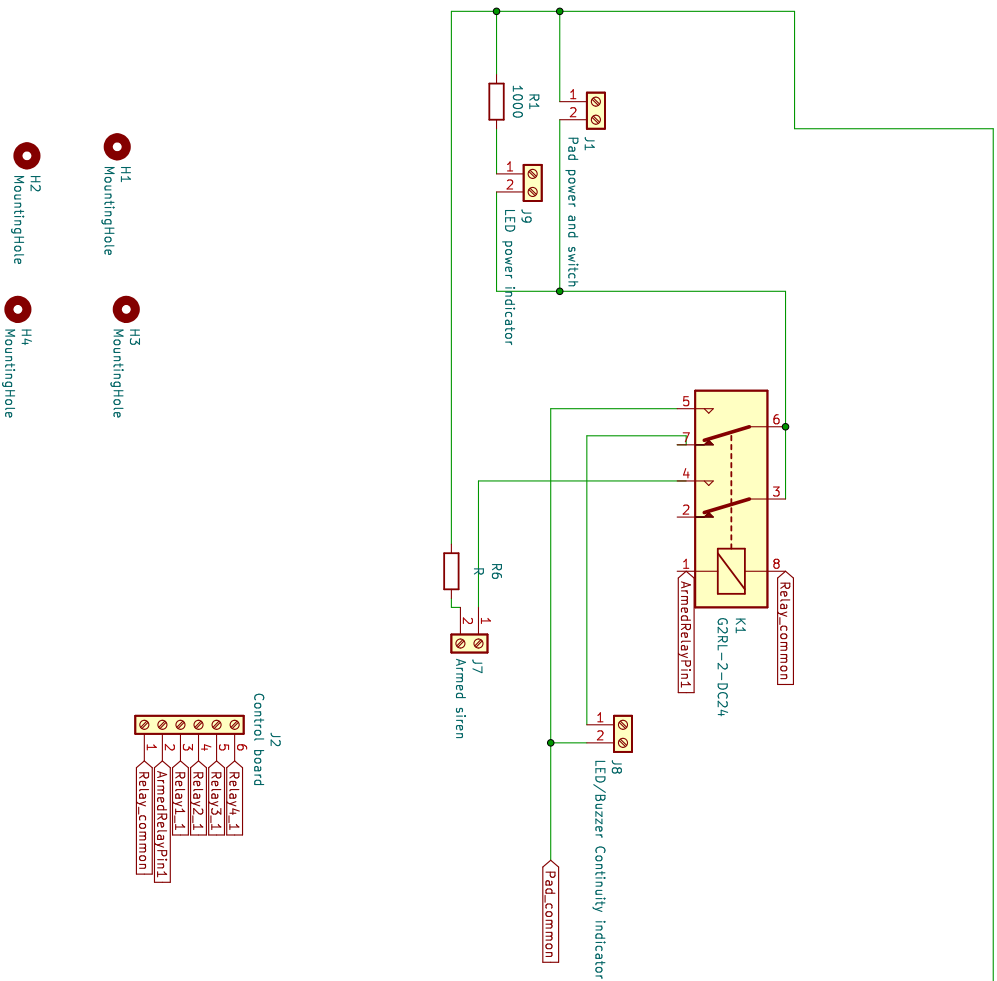 R1
1000
1
2
J1
Pad power and switch
1
2
J9
LED power indicator
H1
MountingHole
H2
MountingHole
H3
MountingHole
H4
MountingHole
5
7
4
2
1
6
3
8
K1
G2RL-2-DC24
ArmedRelayPin1
Relay_common
R6
R
1
2
J7
Armed siren
1
2
J8
LED/Buzzer Continuity indicator
Pad_common
J2
Control board
1
2
3
4
5
6
Relay_common
ArmedRelayPin1
Relay1_1
Relay2_1
Relay3_1
Relay4_1